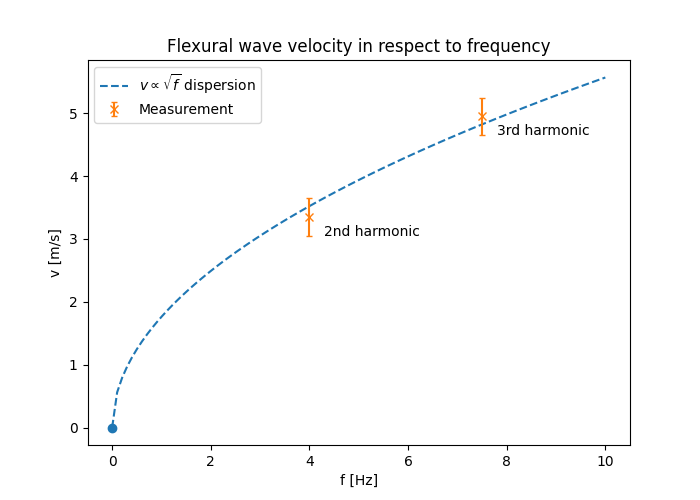 Flexural wave velocity in respect to frequency
v ∝ √f dispersion
Measurement
5
4
3
2
1
0
v [m/s]
3rd harmonic
2nd harmonic
0 2 4 6 8 10
f [Hz]